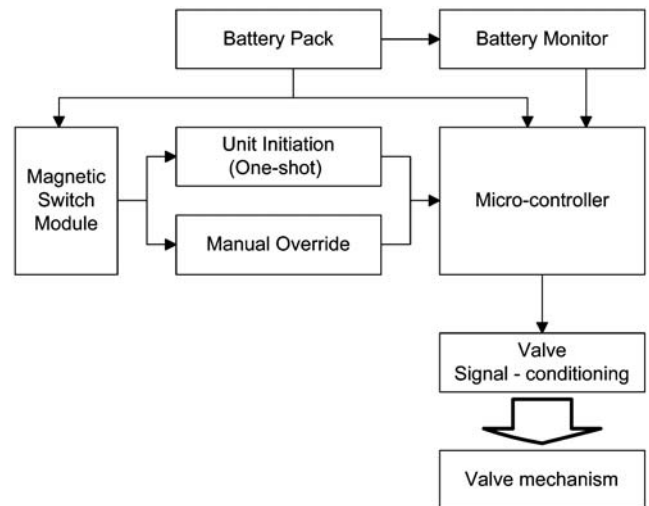 Battery Pack
Battery Monitor
Magnetic
Switch
Module
Unit Initiation
(One-shot)
Manual Override
Micro-controller
Valve
Signal - conditioning
Valve mechanism